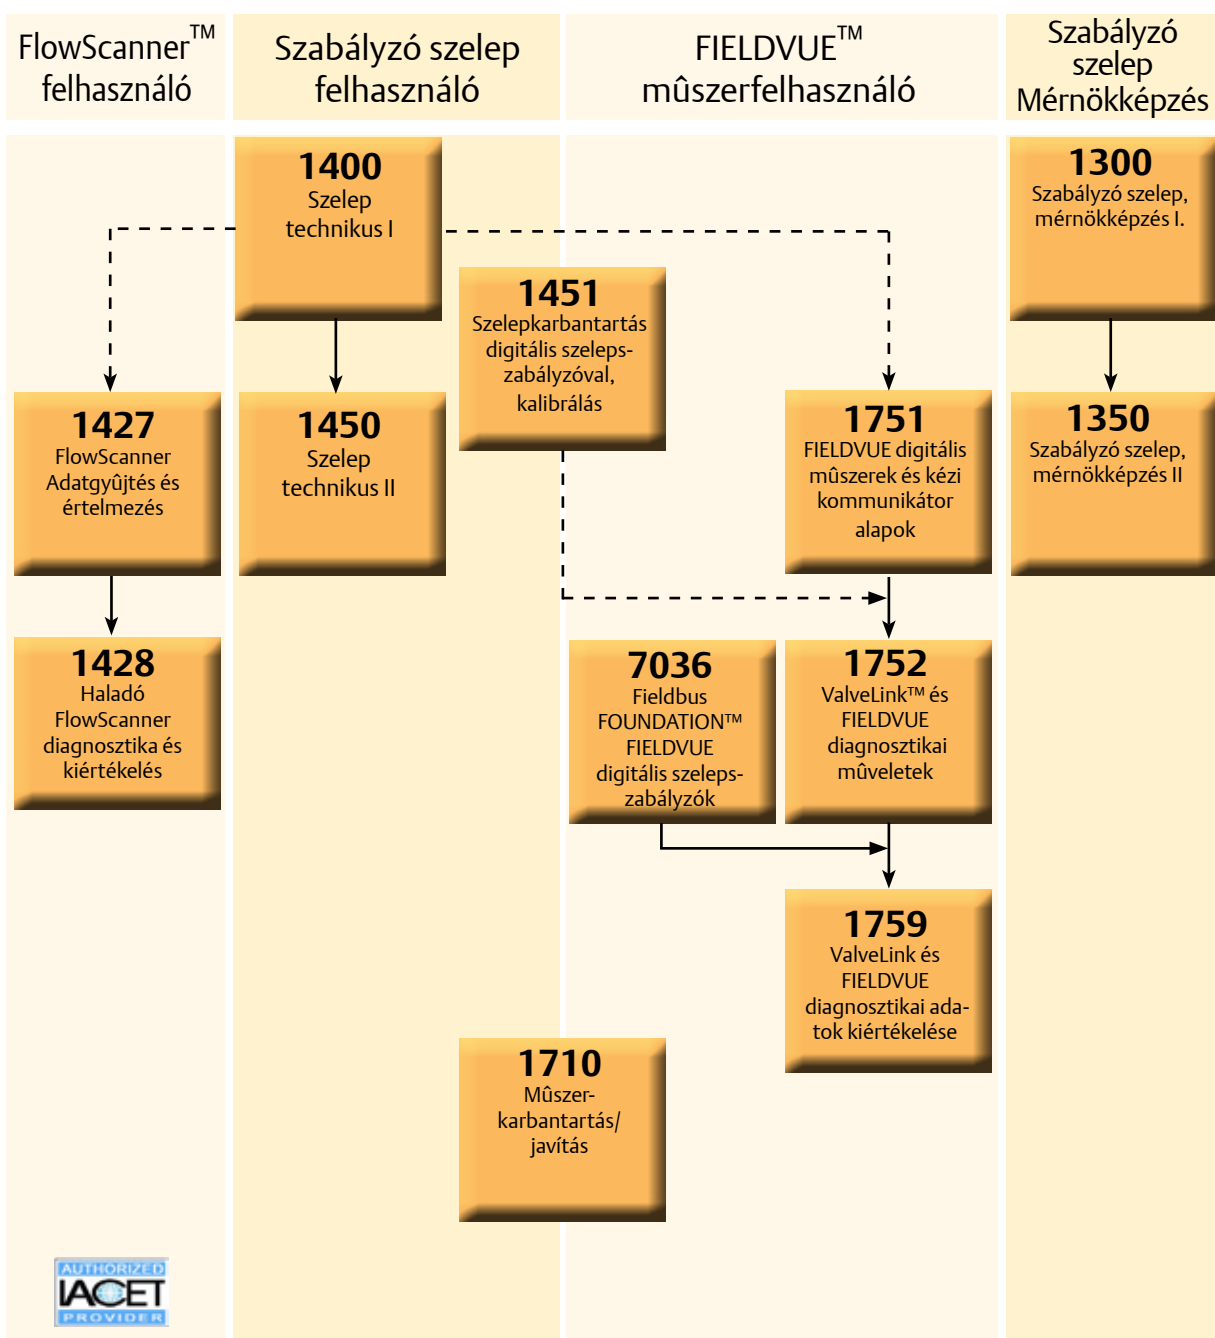 FlowScanner™
felhasználó
Szabályzó szelep
felhasználó
FIELDVUE™
mûszerfelhasználó
Szabályzó
szelep
Mérnökképzés
1400
Szelep
technikus I
1300
Szabályzó szelep,
mérnökképzés I.
1451
Szelepkarbantartás
digitális szeleps-
zabályzóval,
kalibrálás
1427
FlowScanner
Adatgyûjtés és
értelmezés
1450
Szelep
technikus II
1751
FIELDVUE digitális
mûszerek és kézi
kommunikátor
alapok
1350
Szabályzó szelep,
mérnökképzés II
1428
Haladó
FlowScanner
diagnosztika és
kiértékelés
7036
Fieldbus
FOUNDATION™
FIELDVUE
digitális szeleps-
zabályzók
1752
ValveLink™ és
FIELDVUE
diagnosztikai
mûveletek
1759
ValveLink és
FIELDVUE
diagnosztikai ada-
tok kiértékelése
1710
Mûszer-
karbantartás/
javítás
AUTHORIZED
IACET
PROVIDER